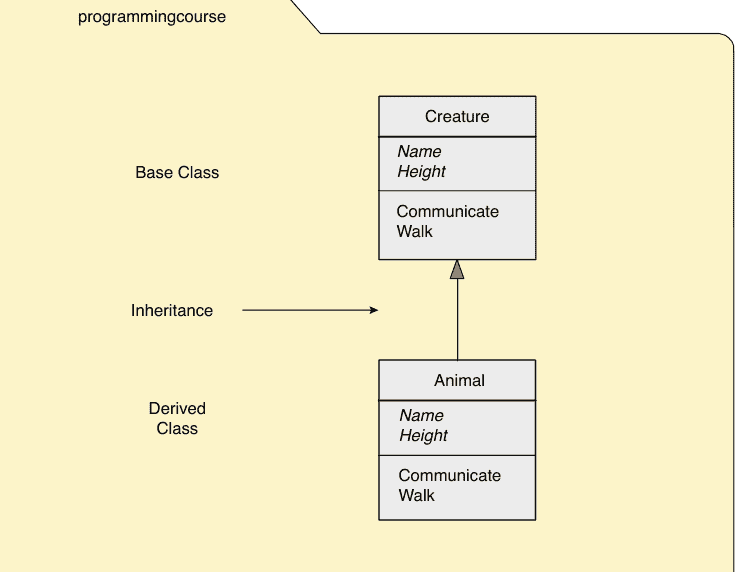 programmingcourse
Creature
Base Class
Name
Height
Communicate
Walk
Inheritance
Animal
Derived
Class
Name
Height
Communicate
Walk